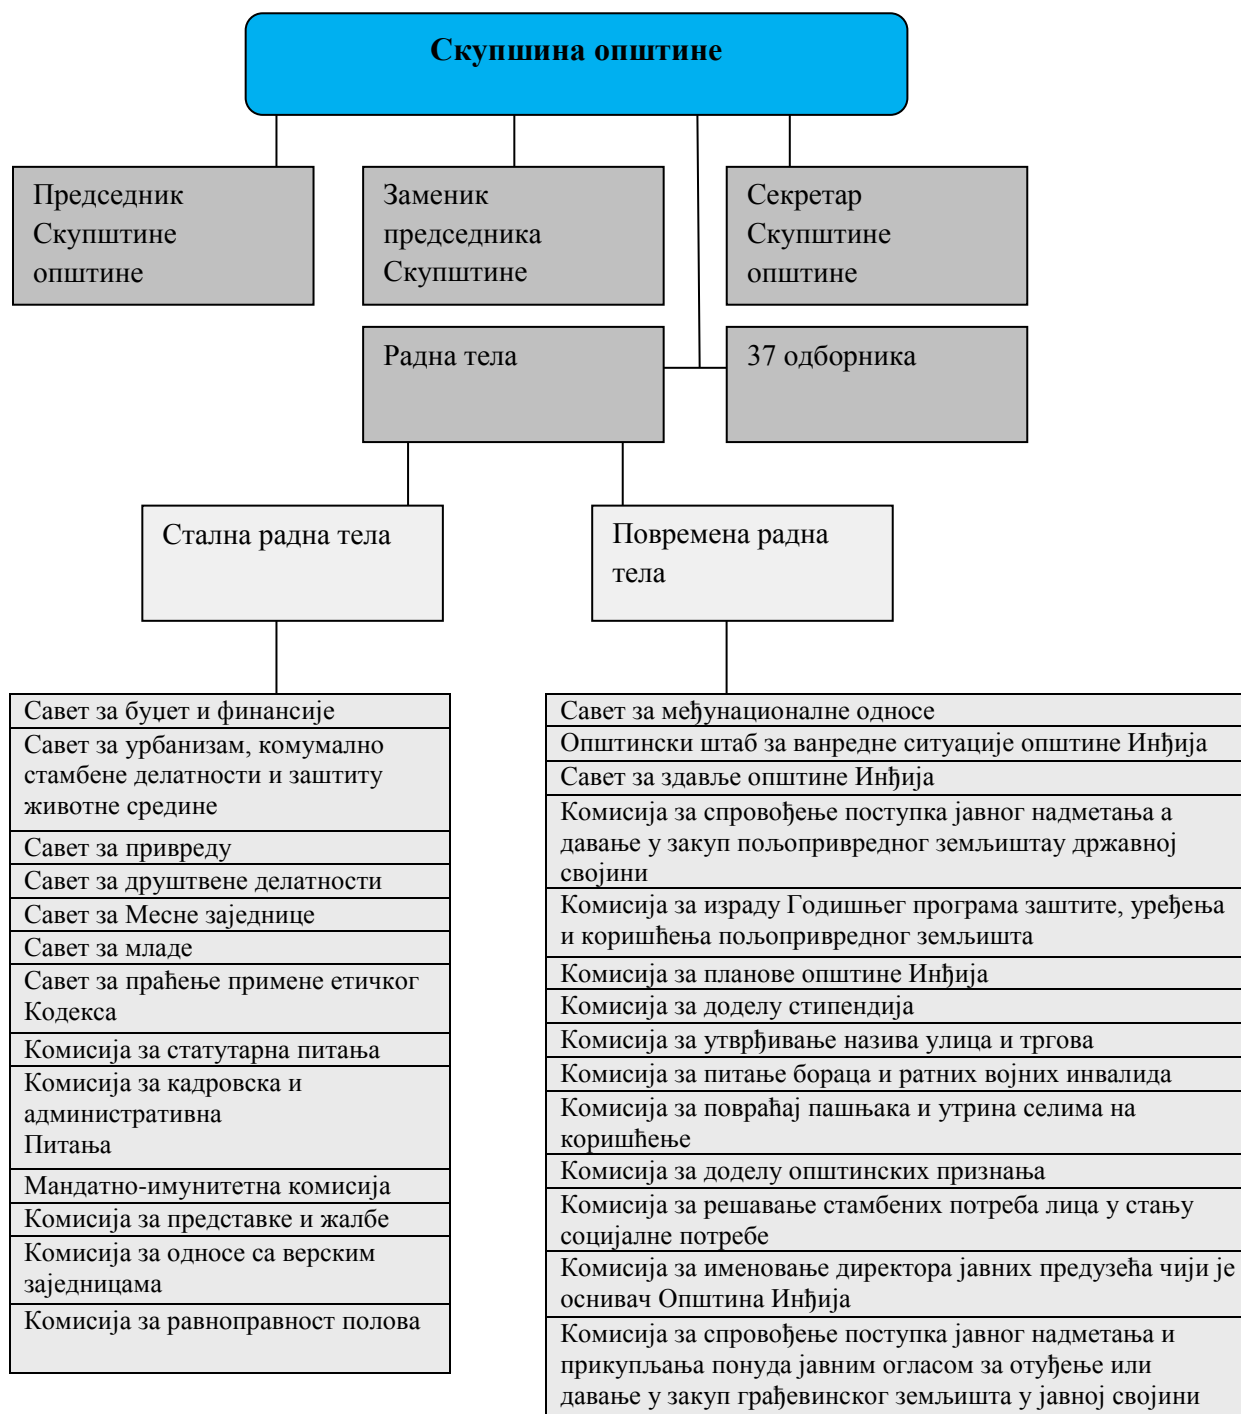 Скупшина општине
Председник
Скупштине
општине
Заменик
председника
Скупштине
Секретар
Скупштине
општине
Радна тела
37 одборника
Стална радна тела
Повремена радна
тела
Савет за буџет и финансије
Савет за урбанизам, комумално
стамбене делатности и заштиту
животне средине
Савет за привреду
Савет за друштвене делатности
Савет за Месне заједнице
Савет за младе
Савет за праћење примене етичког
Кодекса
Комисија за статутарна питања
Комисија за кадровска и
административна
Питања
Мандатно-имунитетна комисија
Комисија за представке и жалбе
Комисија за односе са верским
заједницама
Комисија за равноправност полова
Савет за међунационалне односе
Општински штаб за ванредне ситуације општине Инђија
Савет за здавље општине Инђија
Комисија за спровођење поступка јавног надметања а
давање у закуп пољопривредног земљиштау државној
својини
Комисија за израду Годишњег програма заштите, уређења
и коришћења пољопривредног земљишта
Комисија за планове општине Инђија
Комисија за доделу стипендија
Комисија за утврђивање назива улица и тргова
Комисија за питање бораца и ратних војних инвалида
Комисија за повраћај пашњака и утрина селима на
коришћење
Комисија за доделу општинских признања
Комисија за решавање стамбених потреба лица у стању
социјалне потребе
Комисија за именовање директора јавних предузећа чији је
оснивач Општина Инђија
Комисија за спровођење поступка јавног надметања и
прикупљања понуда јавним огласом за отуђење или
давање у закуп грађевинског земљишта у јавној својини